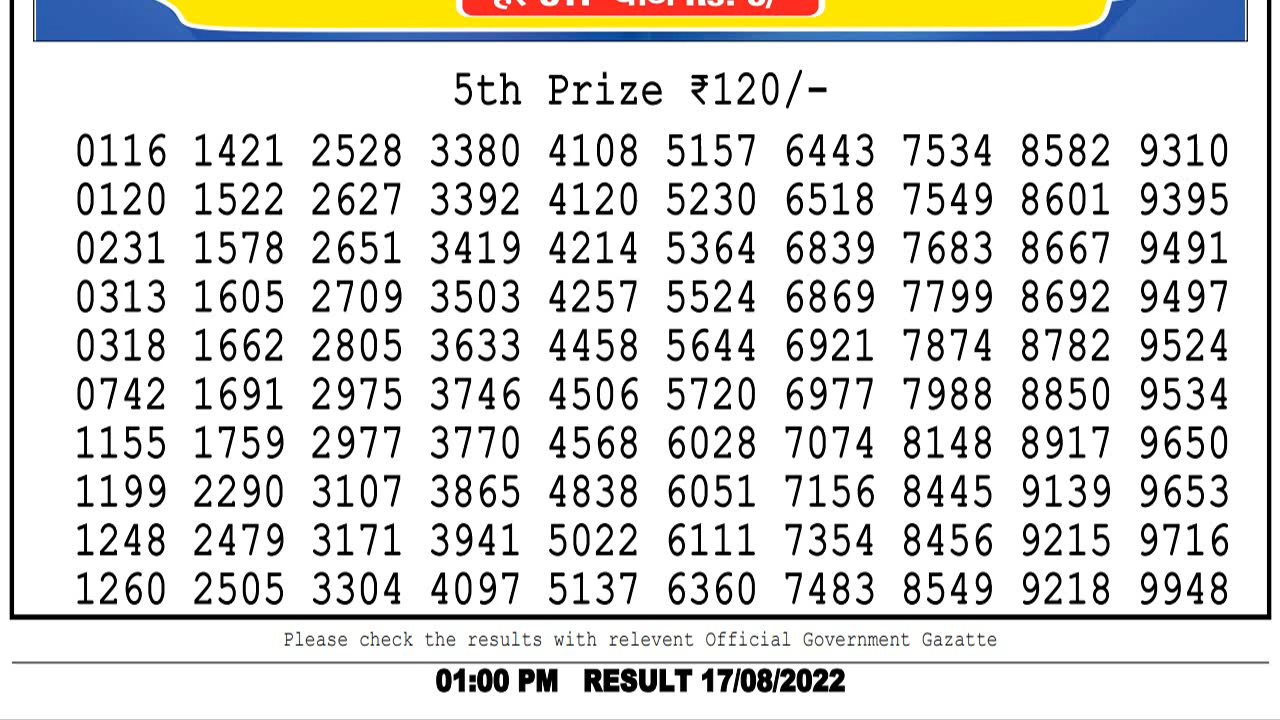 5th Prize ₹120/-
0116 1421 2528 3380 4108 5157 6443 7534 8582 9310
0120 1522 2627 3392 4120 5230 6518 7549 8601 9395
0231 1578 2651 3419 4214 5364 6839 7683 8667 9491
0313 1605 2709 3503 4257 5524 6869 7799 8692 9497
0318 1662 2805 3633 4458 5644 6921 7874 8782 9524
0742 1691 2975 3746 4506 5720 6977 7988 8850 9534
1155 1759 2977 3770 4568 6028 7074 8148 8917 9650
1199 2290 3107 3865 4838 6051 7156 8445 9139 9653
1248 2479 3171 3941 5022 6111 7354 8456 9215 9716
1260 2505 3304 4097 5137 6360 7483 8549 9218 9948
Please check the results with relevent Official Government Gazatte
01:00 PM RESULT 17/08/2022